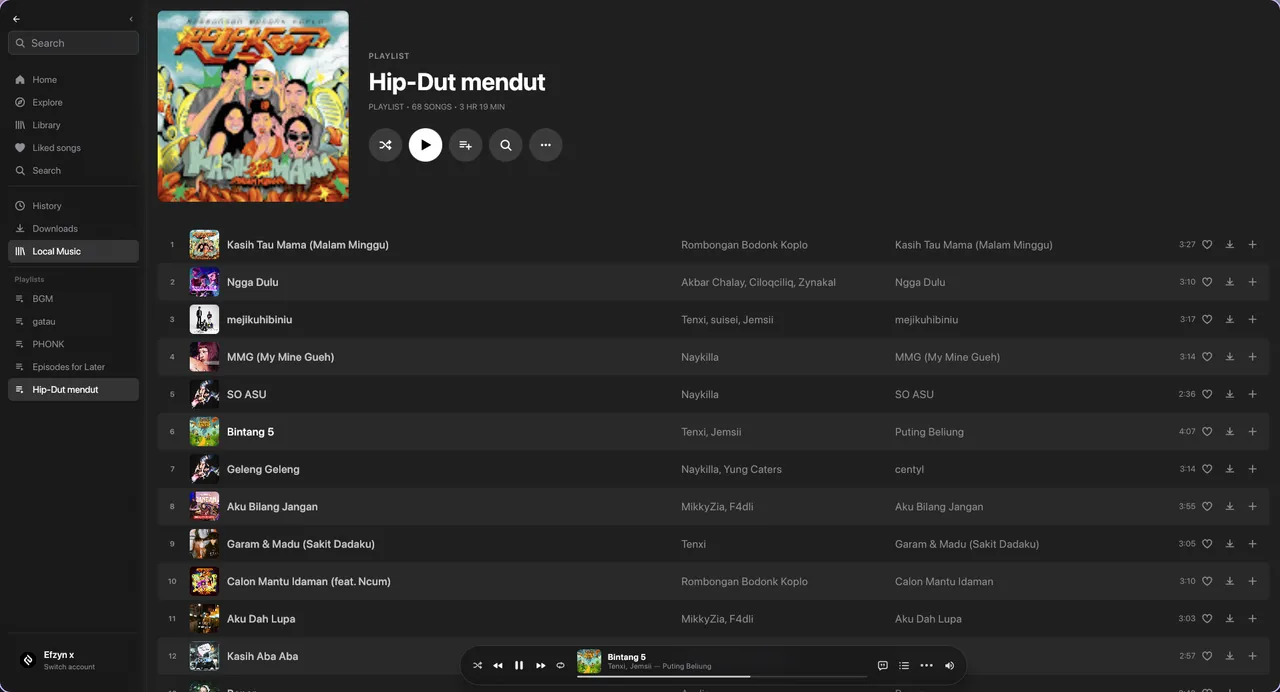 Search
Home
Explore
Library
Liked songs
Search
History
Downloads
Local Music
Playlists
BGM
gatau
PHONK
Episodes for Later
Hip-Dut mendut
Efzyn x
Switch account
PLAYLIST
Hip-Dut mendut
PLAYLIST • 68 SONGS • 3 HR 19 MIN
1 Kasih Tau Mama (Malam Minggu) Rombongan Bodonk Koplo Kasih Tau Mama (Malam Minggu) 3:27
2 Ngga Dulu Akbar Chalay, Ciloqciliq, Zynakal Ngga Dulu 3:10
3 mejikuhibiniu Tenxi, suisei, Jemsii mejikuhibiniu 3:17
4 MMG (My Mine Gueh) Naykilla MMG (My Mine Gueh) 3:14
5 SO ASU Naykilla SO ASU 2:36
6 Bintang 5 Tenxi, Jemsii Puting Beliung 4:07
7 Geleng Geleng Naykilla, Yung Caters centyl 3:14
8 Aku Bilang Jangan MikkyZia, F4dli Aku Bilang Jangan 3:55
9 Garam & Madu (Sakit Dadaku) Tenxi Garam & Madu (Sakit Dadaku) 3:05
10 Calon Mantu Idaman (feat. Ncum) Rombongan Bodonk Koplo Calon Mantu Idaman 3:10
11 Aku Dah Lupa MikkyZia, F4dli Aku Dah Lupa 3:03
12 Kasih Aba Aba 2:57
Bintang 5
Tenxi, Jemsii — Puting Beliung